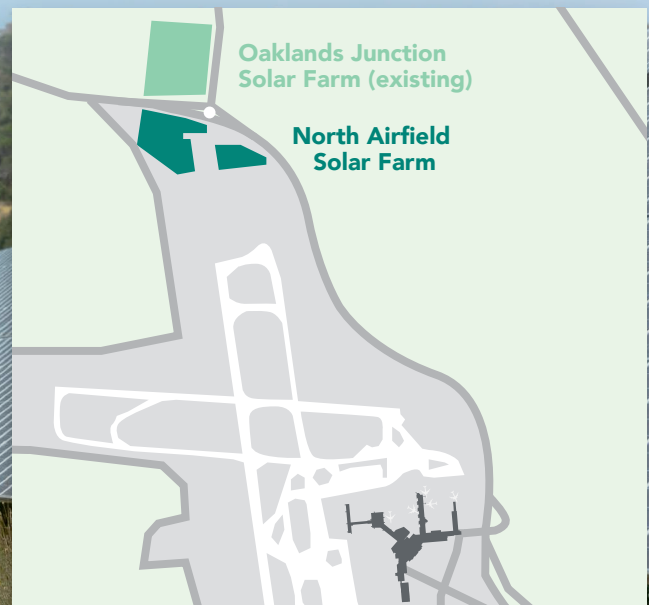 Oaklands Junction
Solar Farm (existing)
North Airfield
Solar Farm